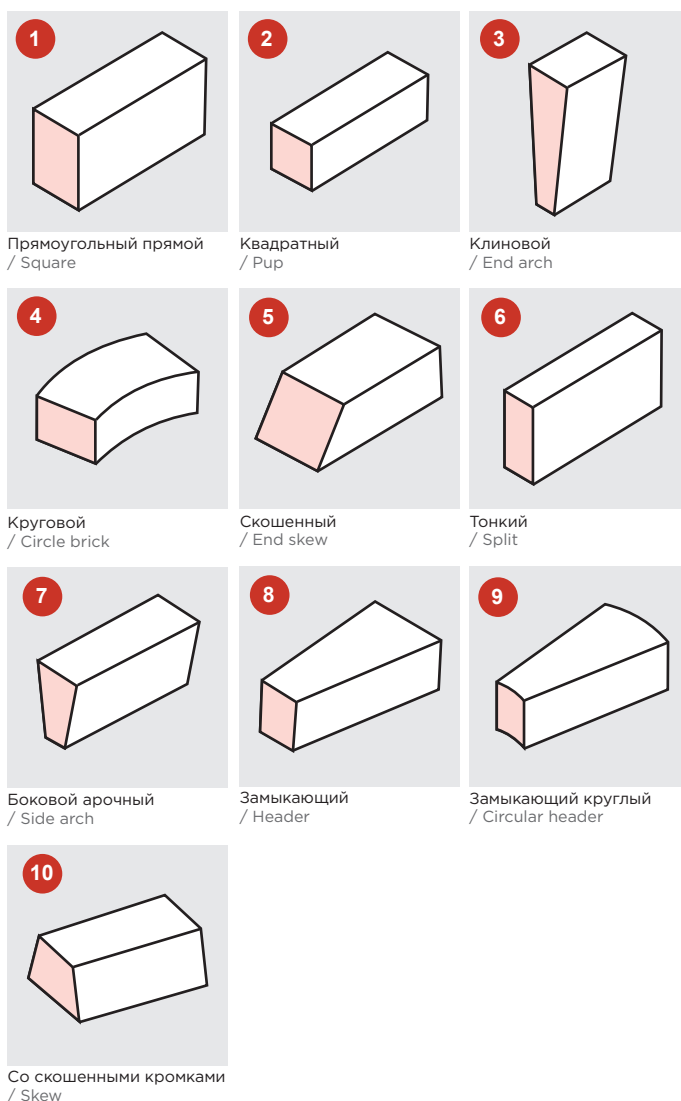 1
2
3
Прямоугольный прямой
/ Square
Квадратный
/ Pup
Клиновой
/ End arch
4
5
6
Круговой
/ Circle brick
Скошенный
/ End skew
Тонкий
/ Split
7
8
9
Боковой арочный
/ Side arch
Замыкающий
/ Header
Замыкающий круглый
/ Circular header
10
Со скошенными кромками
/ Skew